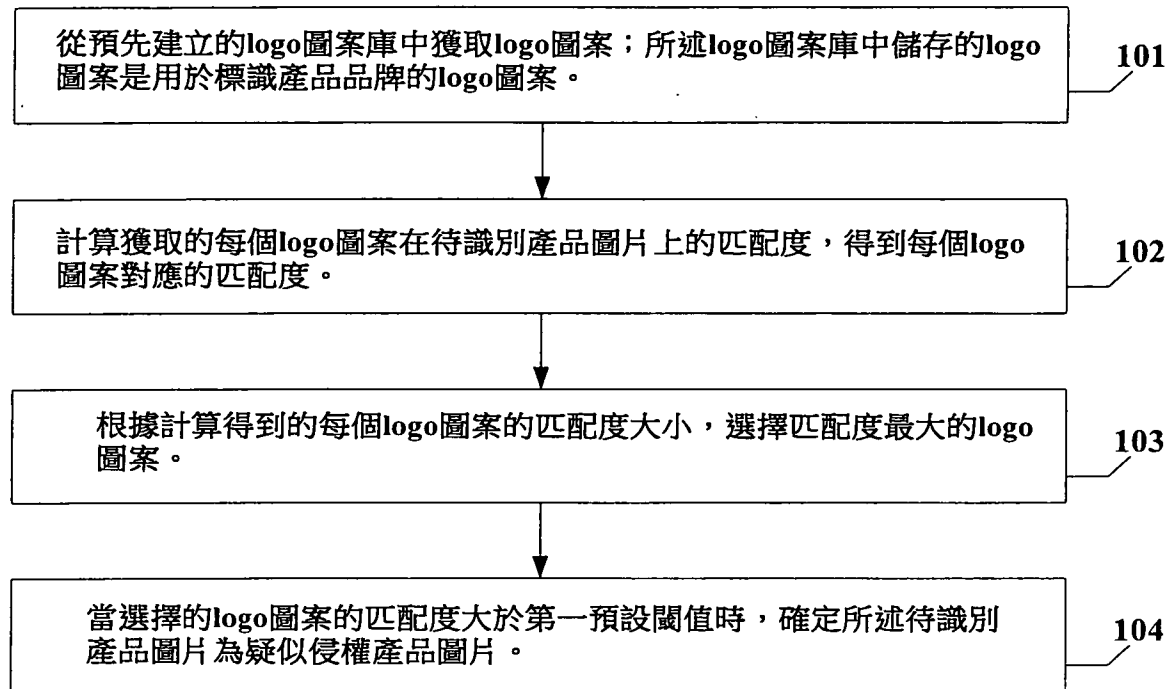 從預先建立的logo圖案庫中獲取logo圖案；所述logo圖案庫中儲存的logo
圖案是用於標識產品品牌的logo圖案。
101
計算獲取的每個logo圖案在待識別產品圖片上的匹配度，得到每個logo
圖案對應的匹配度。
102
根據計算得到的每個logo圖案的匹配度大小，選擇匹配度最大的logo
圖案。
103
當選擇的logo圖案的匹配度大於第一預設閾值時，確定所述待識別
產品圖片為疑似侵權產品圖片。
104